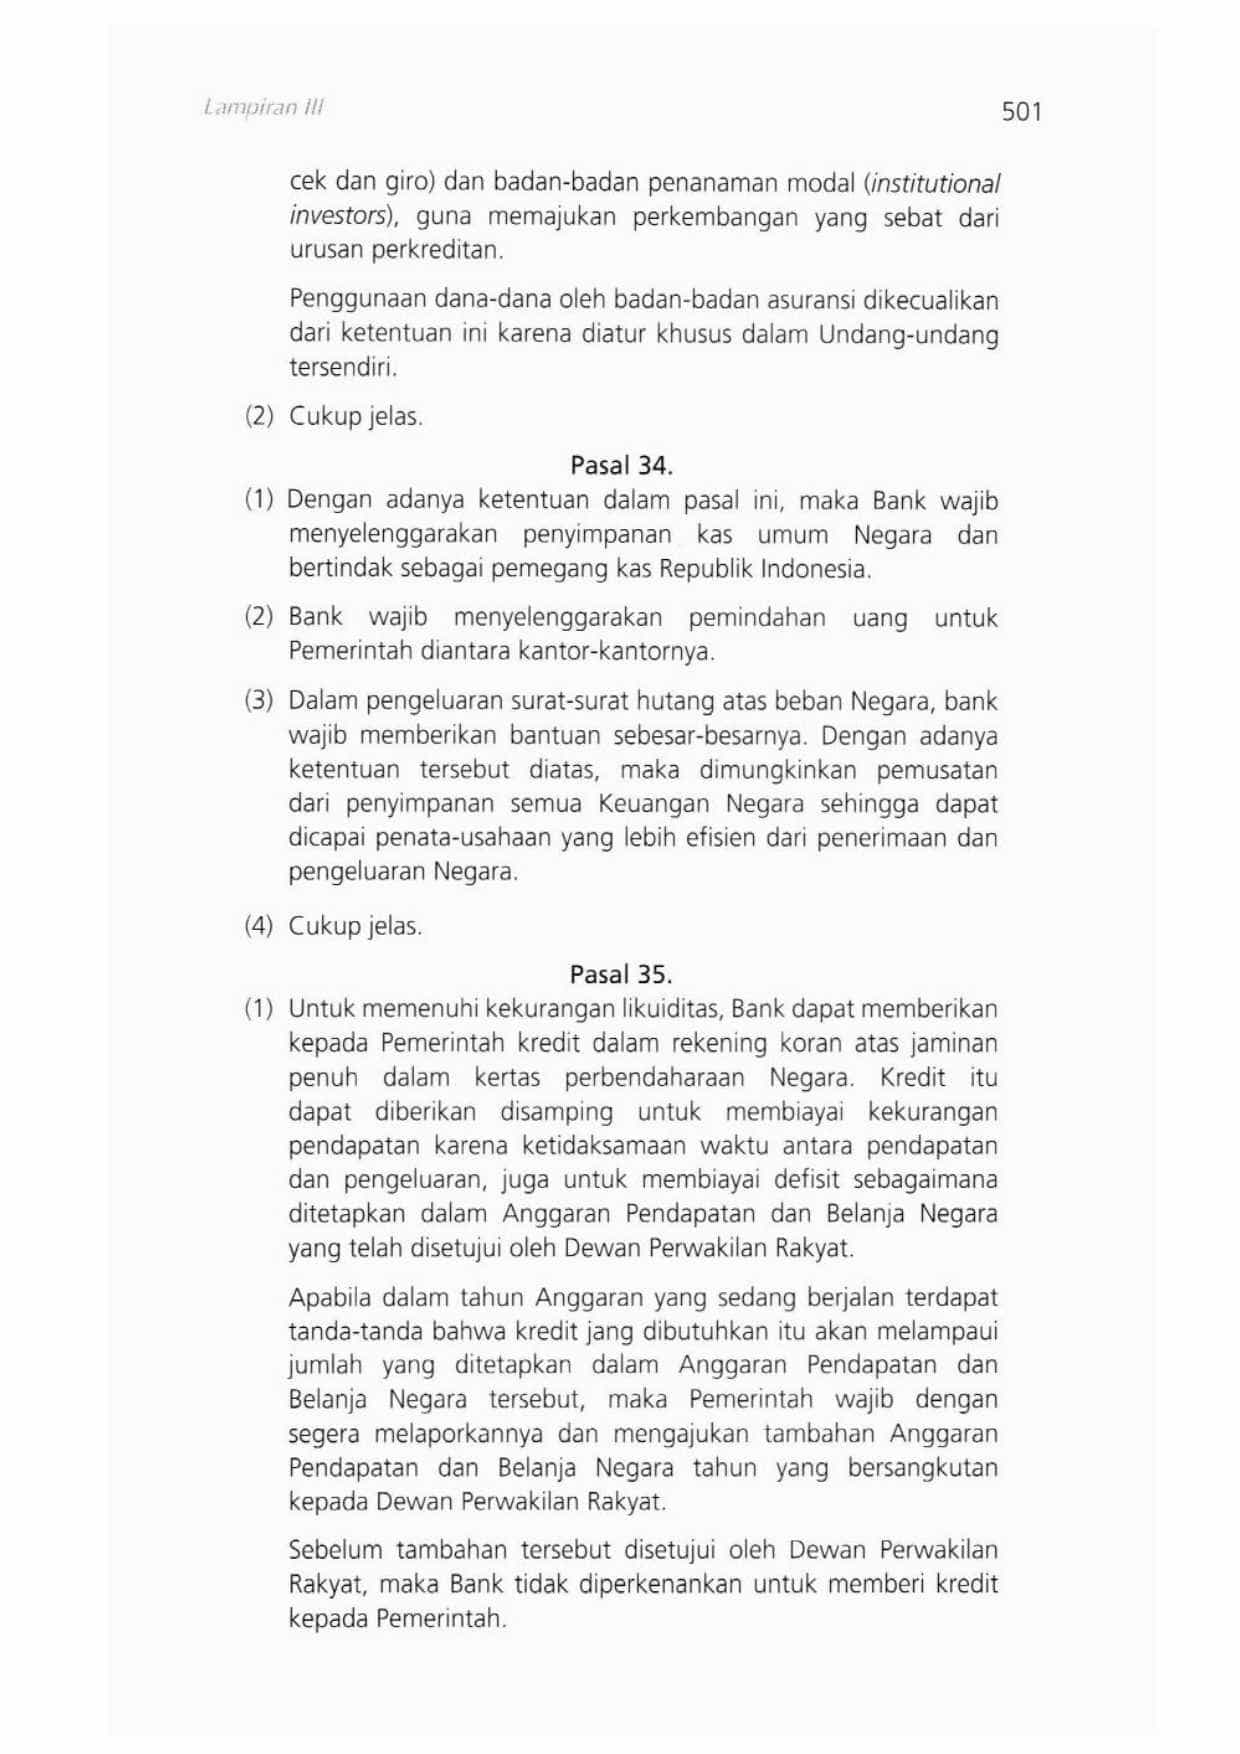 Lampiran III
501
cek dan giro) dan badan-badan penanaman modal (institutional
investors), guna memajukan perkembangan yang sebat dari
urusan perkreditan.
Penggunaan dana-dana oleh badan-badan asuransi dikecualikan
dari ketentuan ini karena diatur khusus dalam Undang-undang
tersendiri.
(2) Cukup jelas.
Pasal 34.
(1) Dengan adanya ketentuan dalam pasal ini, maka Bank wajib
menyelenggarakan penyimpanan kas umum Negara dan
bertindak sebagai pemegang kas Republik Indonesia.
(2) Bank wajib menyelenggarakan pemindahan uang untuk
Pemerintah diantara kantor-kantornya.
(3) Dalam pengeluaran surat-surat hutang atas beban Negara, bank
wajib memberikan bantuan sebesar-besarnya. Dengan adanya
ketentuan tersebut diatas, maka dimungkinkan pemusatan
dari penyimpanan semua Keuangan Negara sehingga dapat
dicapai penata-usahaan yang lebih efisien dari penerimaan dan
pengeluaran Negara.
(4) Cukup jelas.
Pasal 35.
(1) Untuk memenuhi kekurangan likuiditas, Bank dapat memberikan
kepada Pemerintah kredit dalam rekening koran atas jaminan
penuh dalam kertas perbendaharaan Negara. Kredit itu
dapat diberikan disamping untuk membiayai kekurangan
pendapatan karena ketidaksamaan waktu antara pendapatan
dan pengeluaran, juga untuk membiayai defisit sebagaimana
ditetapkan dalam Anggaran Pendapatan dan Belanja Negara
yang telah disetujui oleh Dewan Perwakilan Rakyat.
Apabila dalam tahun Anggaran yang sedang berjalan terdapat
tanda-tanda bahwa kredit jang dibutuhkan itu akan melampaui
jumlah yang ditetapkan dalam Anggaran Pendapatan dan
Belanja Negara tersebut, maka Pemerintah wajib dengan
segera melaporkannya dan mengajukan tambahan Anggaran
Pendapatan dan Belanja Negara tahun yang bersangkutan
kepada Dewan Perwakilan Rakyat.
Sebelum tambahan tersebut disetujui oleh Dewan Perwakilan
Rakyat, maka Bank tidak diperkenankan untuk memberi kredit
kepada Pemerintah.